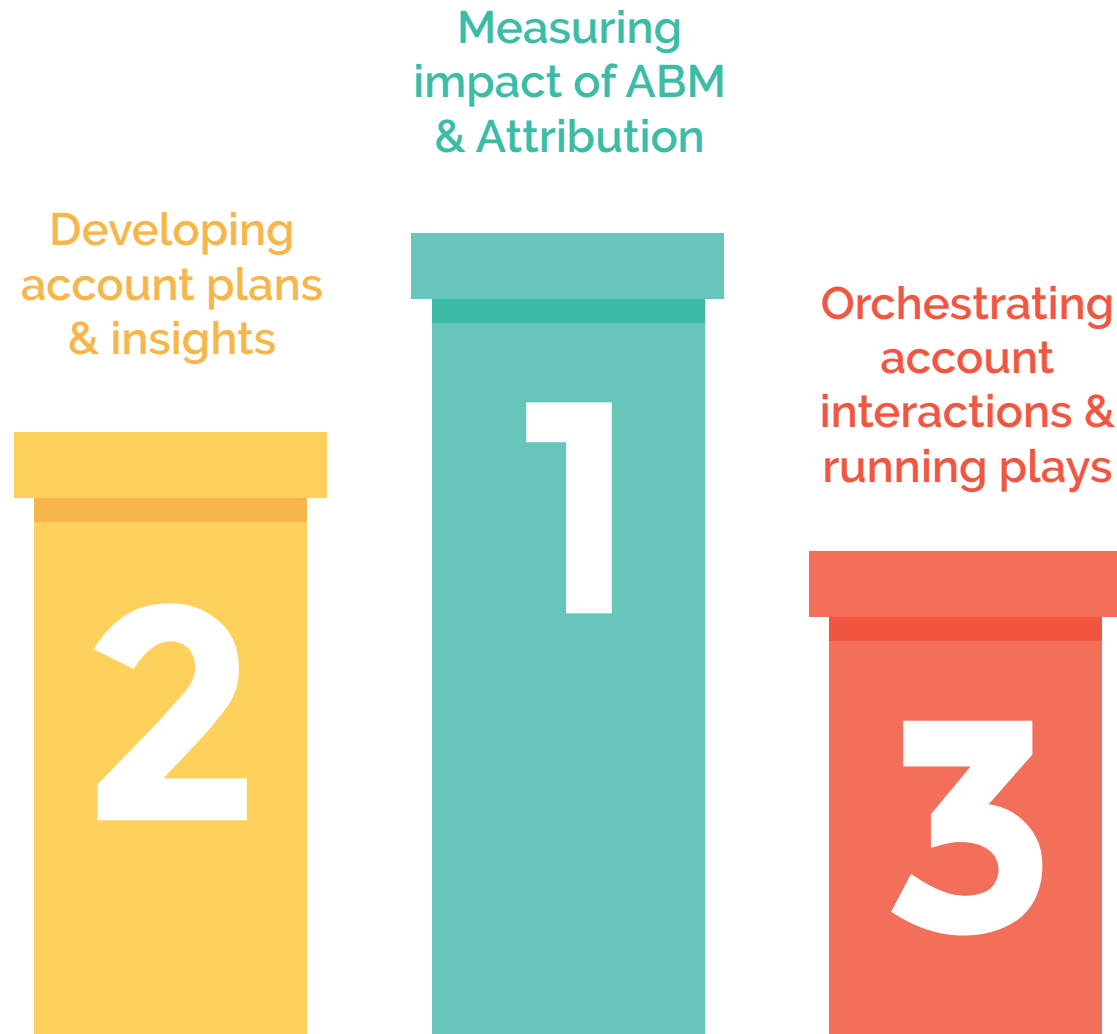 Measuring
impact of ABM
& Attribution
Developing
account plans
& insights
Orchestrating
account
interactions &
running plays
1
2
3